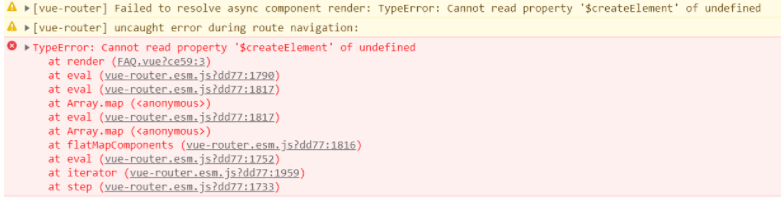 [vue-router] Failed to resolve async component render: TypeError: Cannot read property '$createElement' of undefined
[vue-router] uncaught error during route navigation:
TypeError: Cannot read property '$createElement' of undefined
at render (FAQ.vue?ce59:3)
at eval (vue-router.esm.js?dd77:1790)
at eval (vue-router.esm.js?dd77:1817)
at Array.map (<anonymous>)
at eval (vue-router.esm.js?dd77:1817)
at Array.map (<anonymous>)
at flatMapComponents (vue-router.esm.js?dd77:1816)
at eval (vue-router.esm.js?dd77:1752)
at iterator (vue-router.esm.js?dd77:1959)
at step (vue-router.esm.js?dd77:1733)